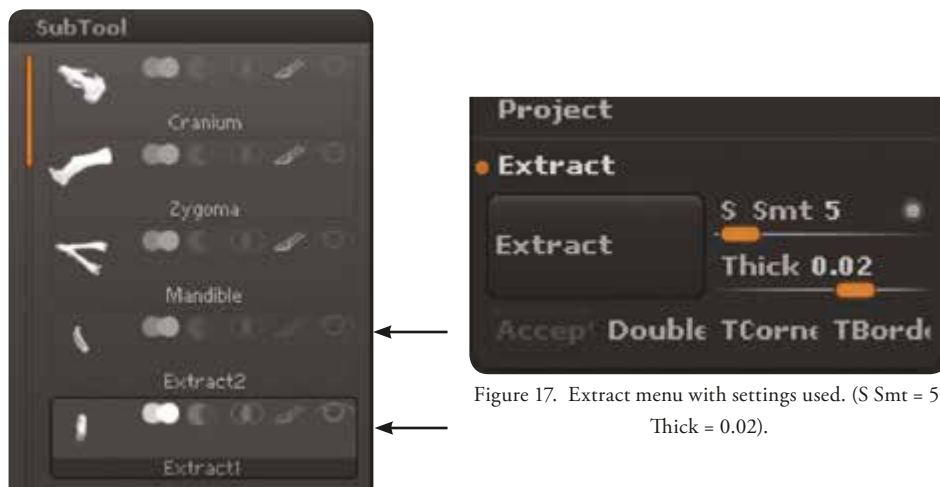 SubTool
Cranium
Zygoma
Mandible
Extract2
Extract1
Project
Extract
Extract
S Smt 5
Thick 0.02
Accept Double TCorne TBorde
Figure 17. Extract menu with settings used. (S Smt = 5
Thick = 0.02).